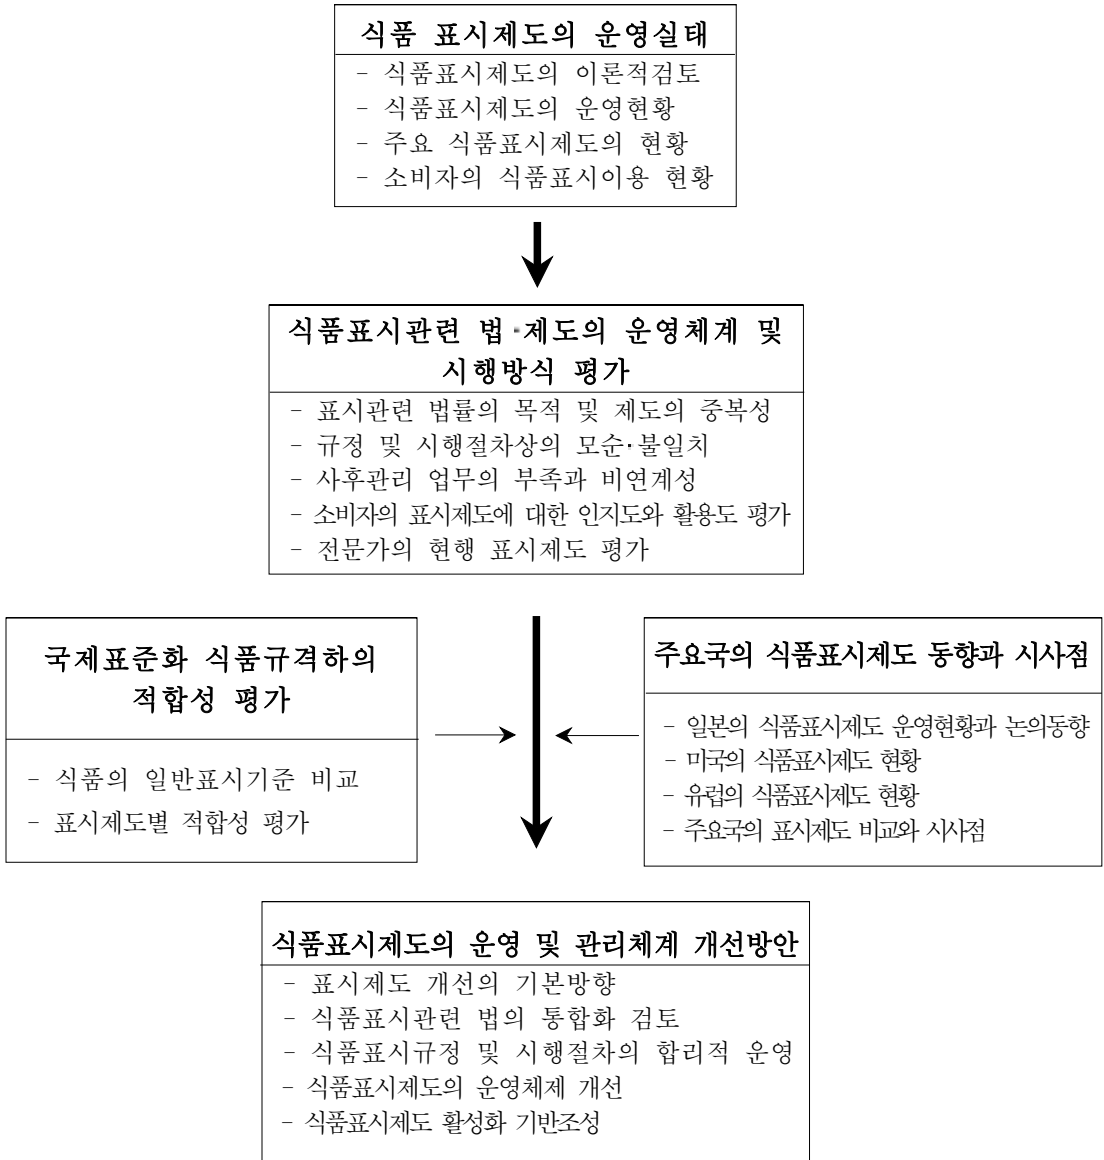 식품 표시제도의 운영실태
- 식품표시제도의 이론적검토
- 식품표시제도의 운영현황
- 주요 식품표시제도의 현황
- 소비자의 식품표시이용 현황
식품표시관련 법·제도의 운영체계 및
시행방식 평가
- 표시관련 법률의 목적 및 제도의 중복성
- 규정 및 시행절차상의 모순·불일치
- 사후관리 업무의 부족과 비연계성
- 소비자의 표시제도에 대한 인지도와 활용도 평가
- 전문가의 현행 표시제도 평가
국제표준화 식품규격하의
적합성 평가
- 식품의 일반표시기준 비교
- 표시제도별 적합성 평가
주요국의 식품표시제도 동향과 시사점
- 일본의 식품표시제도 운영현황과 논의동향
- 미국의 식품표시제도 현황
- 유럽의 식품표시제도 현황
- 주요국의 표시제도 비교와 시사점
식품표시제도의 운영 및 관리체계 개선방안
- 표시제도 개선의 기본방향
- 식품표시관련 법의 통합화 검토
- 식품표시규정 및 시행절차의 합리적 운영
- 식품표시제도의 운영체제 개선
- 식품표시제도 활성화 기반조성